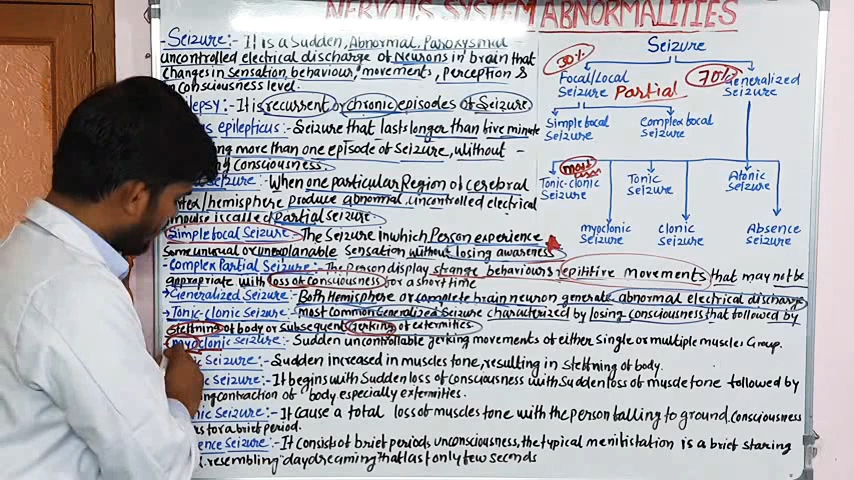 NERVOUS SYSTEM ABNORMALITIES
- Seizure:- It is a Sudden, Abnormal, Paroxysmal
uncontrolled electrical discharge of Neurons in brain that
changes in sensation, behaviour, movements, perception &
consciousness level.
epilepsy:- It is recurrent or chronic episodes of Seizure
epilepticus:- Seizure that lasts longer than five minute
more than one episode of seizure, without
consciousness.
Seizure:- When one particular Region of cerebral
hemisphere produce abnormal, uncontrolled electrical
impulse is called Partial seizure.
Simple focal Seizure The Seizure in which Person experience
Some unusual or unexplanable sensation without losing awareness
- Complex Partial Seizure:- The person display strange behaviours repititive movements that may not be
appropriate with loss of consciousness for a short time
→ Generalized Seizure:- Both Hemisphere or complete brain neuron generate abnormal electrical discharge
→ Tonic-clonic Seizure:- most common Generalized Seizure characterized by losing consciousness that followed by
steffning of body or subsequent jerking of extermities
myoclonic seizure:- Sudden uncontrollable jerking movements of either single or multiple muscles Group.
Seizure:- Sudden increased in muscles tone, resulting in steffning of body.
Seizure:- It begins with Sudden loss of consciousness with Sudden loss of muscle tone followed by
contraction of body especially extermities.
Seizure:- It cause a total loss of muscles tone with the person falling to ground. Consciousness
for a brief period.
Seizure:- It consists of brief period, unconsciousness, the typical menifistation is a brief staring
resembling "daydreaming" that last only few seconds
Seizure
30%
70%
Focal/Local
Seizure Partial
Generalized
Seizure
Simple focal
Seizure
Complex focal
Seizure
most
Tonic-clonic
Seizure
Tonic
Seizure
Atonic
Seizure
myoclonic
Seizure
clonic
Seizure
Absence
Seizure